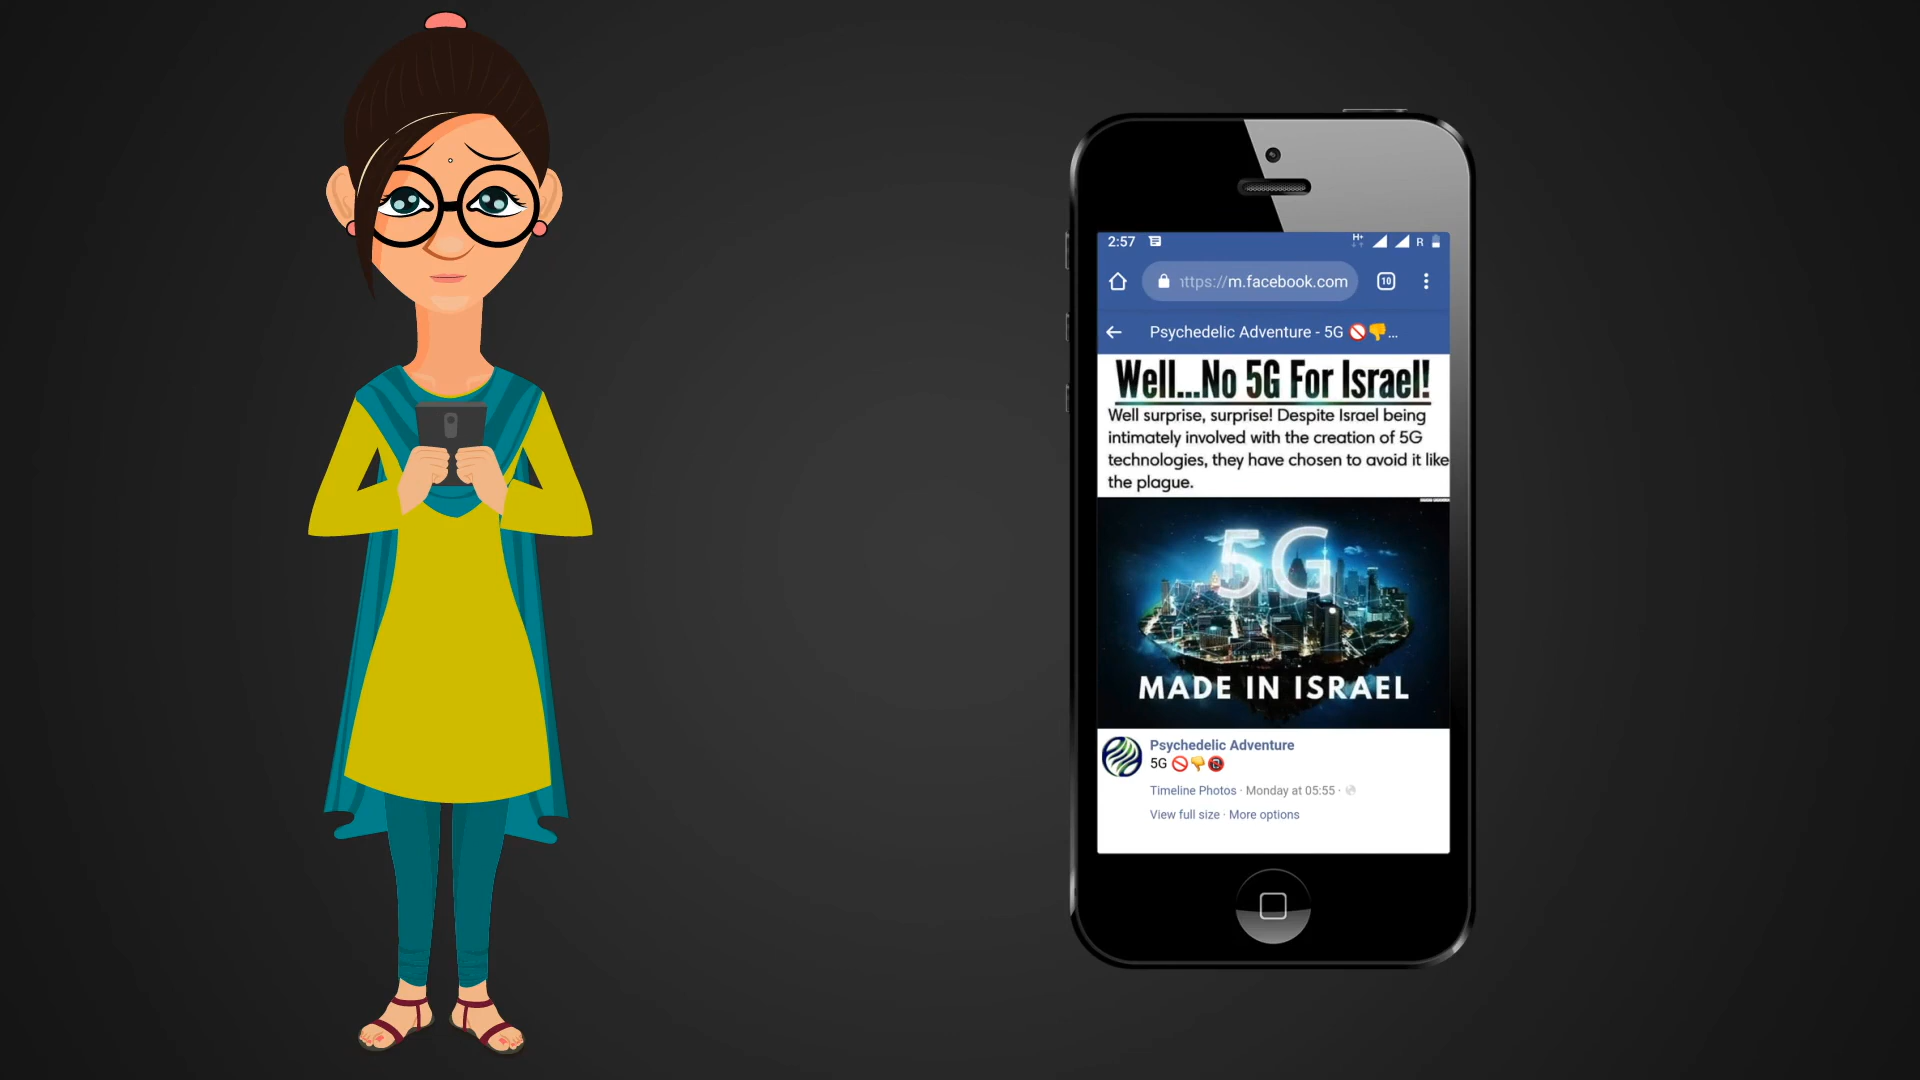 2:57 H+ R
https://m.facebook.com 10
Psychedelic Adventure - 5G 🚫👎...
Well...No 5G For Israel!
Well surprise, surprise! Despite Israel being
intimately involved with the creation of 5G
technologies, they have chosen to avoid it like
the plague.
5G
MADE IN ISRAEL
Psychedelic Adventure
5G 🚫👎📵
Timeline Photos · Monday at 05:55 ·
View full size · More options